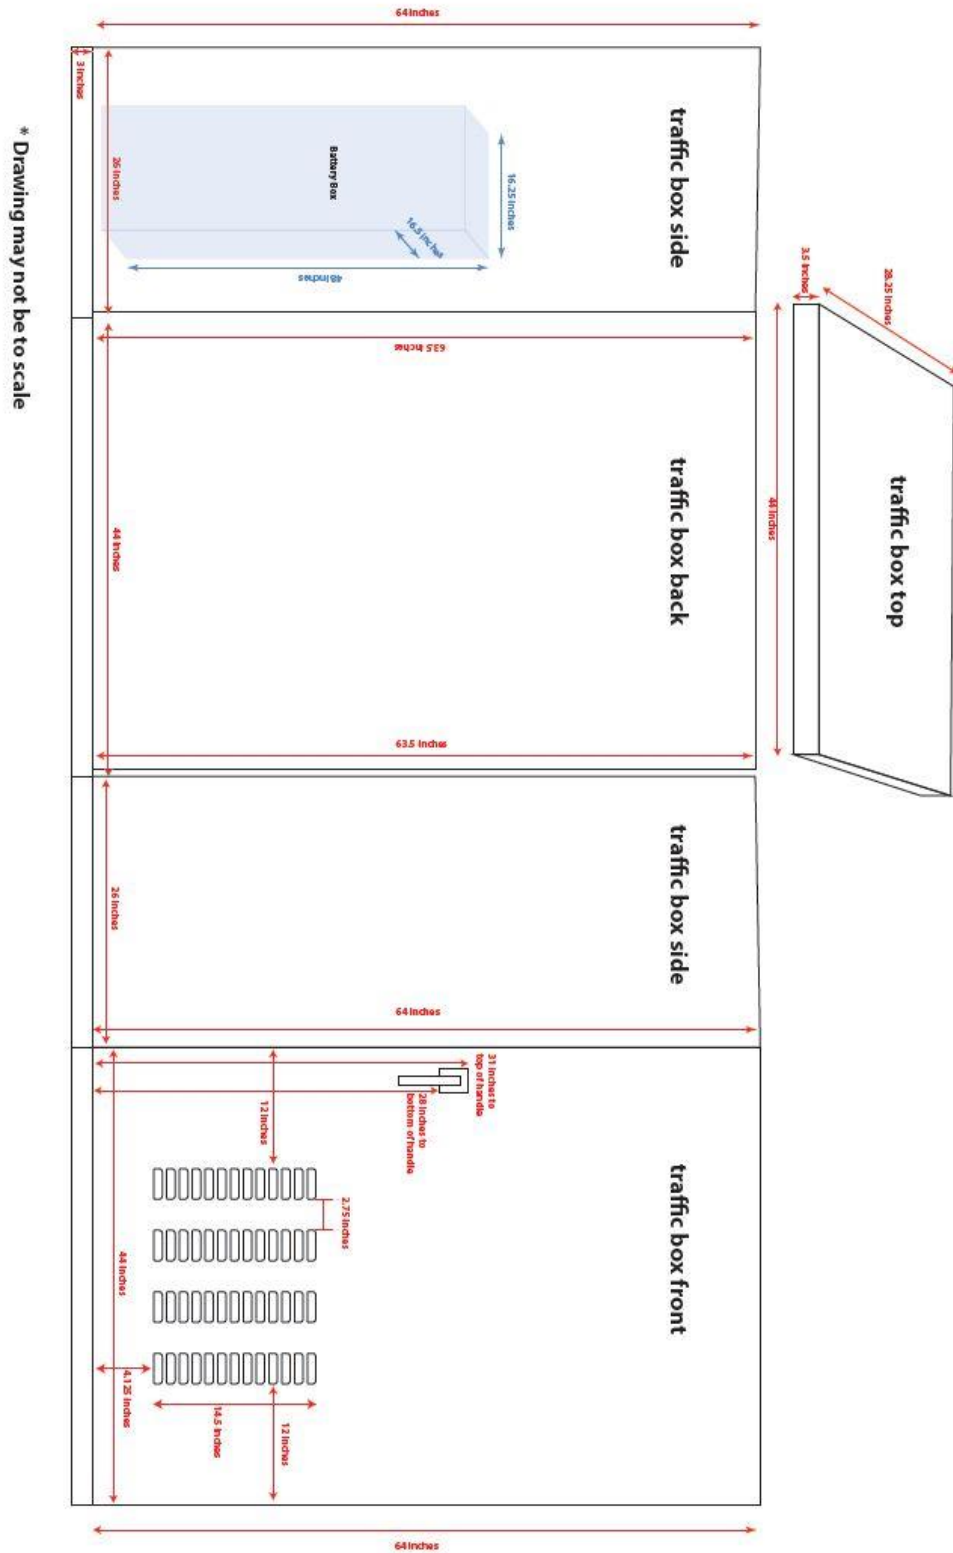 traffic box top
28.25 inches
3.5 inches
44 inches
traffic box side
64 inches
16.25 inches
16.5 inches
48 inches
Battery Box
26 inches
3 inches
traffic box back
63.5 inches
63.5 inches
44 inches
traffic box side
64 inches
26 inches
traffic box front
31 inches to
top of handle
28 inches to
bottom of handle
2.75 inches
12 inches
12 inches
14.5 inches
4.125 inches
44 inches
64 inches
* Drawing may not be to scale